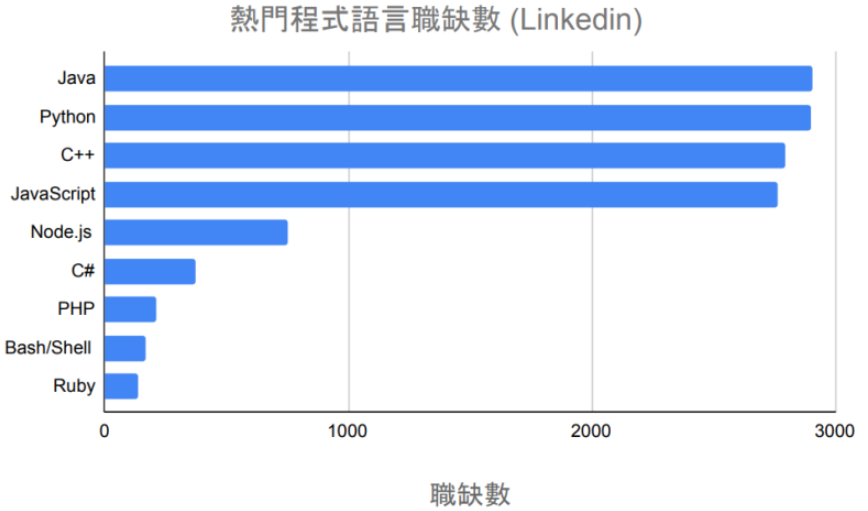 熱門程式語言職缺數 (Linkedin)
Java
Python
C++
JavaScript
Node.js
C#
PHP
Bash/Shell
Ruby
0 1000 2000 3000
職缺數